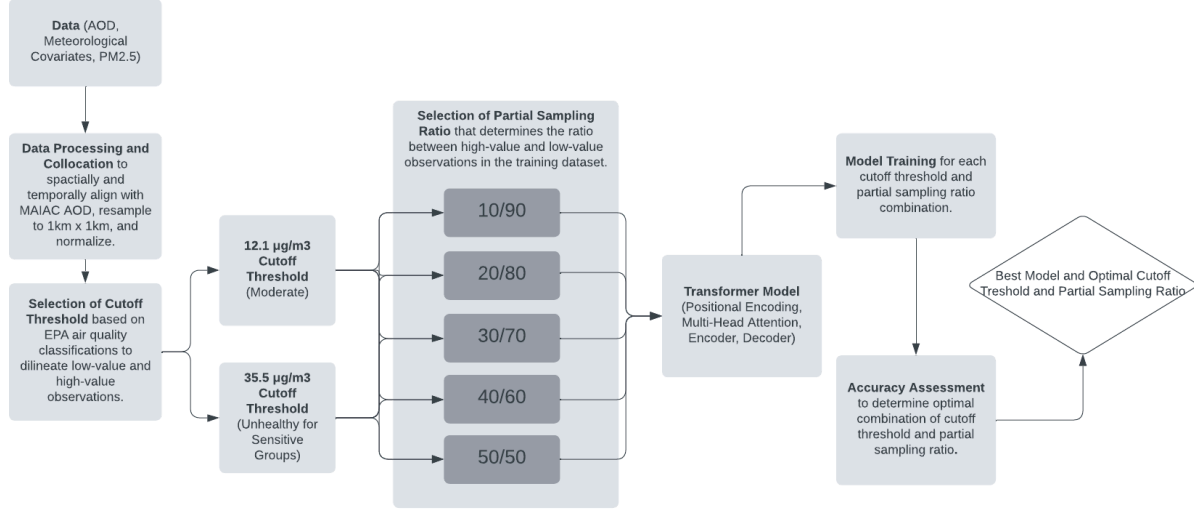 Data (AOD,
Meteorological
Covariates, PM2.5)
Data Processing and
Collocation to
spactially and
temporally align with
MAIAC AOD, resample
to 1km x 1km, and
normalize.
Selection of Cutoff
Threshold based on
EPA air quality
classifications to
dilineate low-value and
high-value
observations.
12.1 µg/m3
Cutoff
Threshold
(Moderate)
35.5 µg/m3
Cutoff
Threshold
(Unhealthy for
Sensitive
Groups)
Selection of Partial Sampling
Ratio that determines the ratio
between high-value and low-value
observations in the training dataset.
10/90
20/80
30/70
40/60
50/50
Transformer Model
(Positional Encoding,
Multi-Head Attention,
Encoder, Decoder)
Model Training for each
cutoff threshold and
partial sampling ratio
combination.
Accuracy Assessment
to determine optimal
combination of cutoff
threshold and partial
sampling ratio.
Best Model and Optimal Cutoff
Treshold and Partial Sampling Ratio